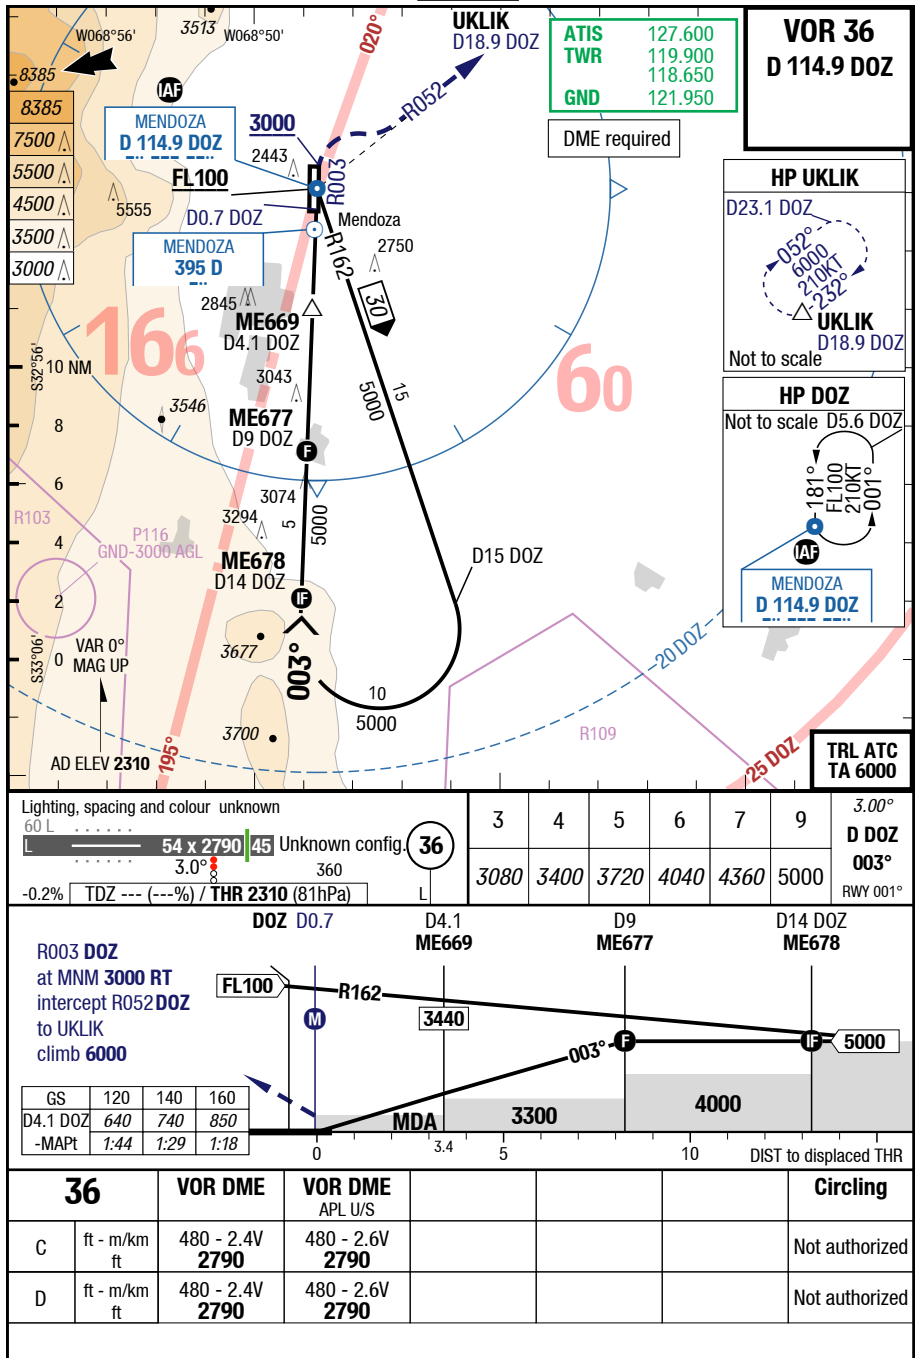 W068°56'
3513
W068°50'
020°
UKLIK
D18.9 DOZ
ATIS 127.600
TWR 119.900
118.650
GND 121.950
VOR 36
D 114.9 DOZ
8385
IAF
R052
8385
7500
5500
4500
3500
3000
MENDOZA
D 114.9 DOZ
3000
2443
DME required
FL100
R003
5555
D0.7 DOZ
Mendoza
MENDOZA
395 D
R162
2750
HP UKLIK
D23.1 DOZ
052°
6000
210KT
232°
UKLIK
D18.9 DOZ
Not to scale
30
2845
ME669
D4.1 DOZ
166
60
S32°56'
10 NM
3043
15
5000
3546
ME677
D9 DOZ
8
F
HP DOZ
Not to scale D5.6 DOZ
181°
FL100
210KT
001°
IAF
MENDOZA
D 114.9 DOZ
6
3074
R103
P116
GND-3000 AGL
3294
5
5000
4
ME678
D14 DOZ
D15 DOZ
IF
2
3677
003°
S33°06'
0
VAR 0°
MAG UP
20 DOZ
10
5000
3700
R109
AD ELEV 2310
195°
25 DOZ
TRL ATC
TA 6000
Lighting, spacing and colour unknown
60 L
L
54 x 2790 45
Unknown config.
36
3.0°
360
-0.2%
TDZ --- (---%) / THR 2310 (81hPa)
L
3 4 5 6 7 9
3080 3400 3720 4040 4360 5000
3.00°
D DOZ
003°
RWY 001°
DOZ D0.7
D4.1
ME669
D9
ME677
D14 DOZ
ME678
R003 DOZ
at MNM 3000 RT
intercept R052 DOZ
to UKLIK
climb 6000
FL100
R162
M
3440
003°
F
IF
5000
GS 120 140 160
D4.1 DOZ 640 740 850
-MAPt 1:44 1:29 1:18
MDA
3300
4000
0
3.4
5
10
DIST to displaced THR
36
VOR DME
VOR DME
APL U/S
Circling
C
ft - m/km
ft
480 - 2.4V
2790
480 - 2.6V
2790
Not authorized
D
ft - m/km
ft
480 - 2.4V
2790
480 - 2.6V
2790
Not authorized